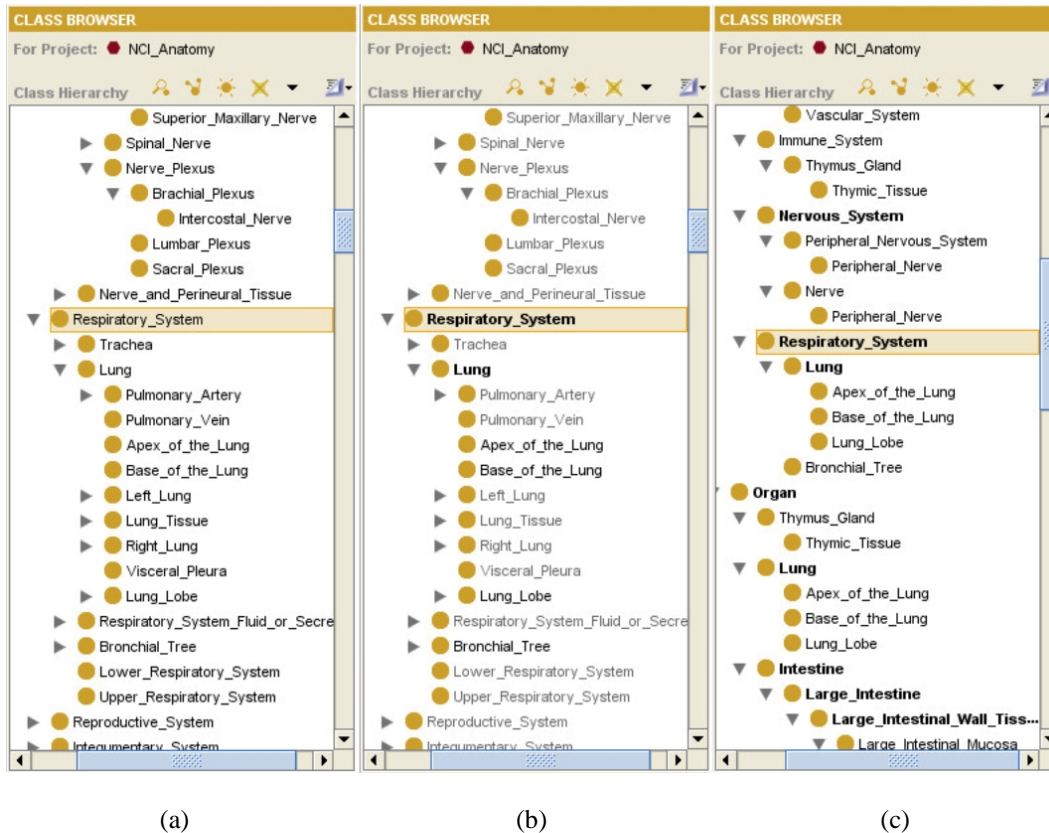 CLASS BROWSER
For Project: NCI_Anatomy
Class Hierarchy
Superior_Maxillary_Nerve
Spinal_Nerve
Nerve_Plexus
Brachial_Plexus
Intercostal_Nerve
Lumbar_Plexus
Sacral_Plexus
Nerve_and_Perineural_Tissue
Respiratory_System
Trachea
Lung
Pulmonary_Artery
Pulmonary_Vein
Apex_of_the_Lung
Base_of_the_Lung
Left_Lung
Lung_Tissue
Right_Lung
Visceral_Pleura
Lung_Lobe
Respiratory_System_Fluid_or_Secre
Bronchial_Tree
Lower_Respiratory_System
Upper_Respiratory_System
Reproductive_System
Integumentary_System
(a)
CLASS BROWSER
For Project: NCI_Anatomy
Class Hierarchy
Superior_Maxillary_Nerve
Spinal_Nerve
Nerve_Plexus
Brachial_Plexus
Intercostal_Nerve
Lumbar_Plexus
Sacral_Plexus
Nerve_and_Perineural_Tissue
Respiratory_System
Trachea
Lung
Pulmonary_Artery
Pulmonary_Vein
Apex_of_the_Lung
Base_of_the_Lung
Left_Lung
Lung_Tissue
Right_Lung
Visceral_Pleura
Lung_Lobe
Respiratory_System_Fluid_or_Secre
Bronchial_Tree
Lower_Respiratory_System
Upper_Respiratory_System
Reproductive_System
Integumentary_System
(b)
CLASS BROWSER
For Project: NCI_Anatomy
Class Hierarchy
Vascular_System
Immune_System
Thymus_Gland
Thymic_Tissue
Nervous_System
Peripheral_Nervous_System
Peripheral_Nerve
Nerve
Peripheral_Nerve
Respiratory_System
Lung
Apex_of_the_Lung
Base_of_the_Lung
Lung_Lobe
Bronchial_Tree
Organ
Thymus_Gland
Thymic_Tissue
Lung
Apex_of_the_Lung
Base_of_the_Lung
Lung_Lobe
Intestine
Large_Intestine
Large_Intestinal_Wall_Tiss...
Large_Intestinal_Mucosa
(c)